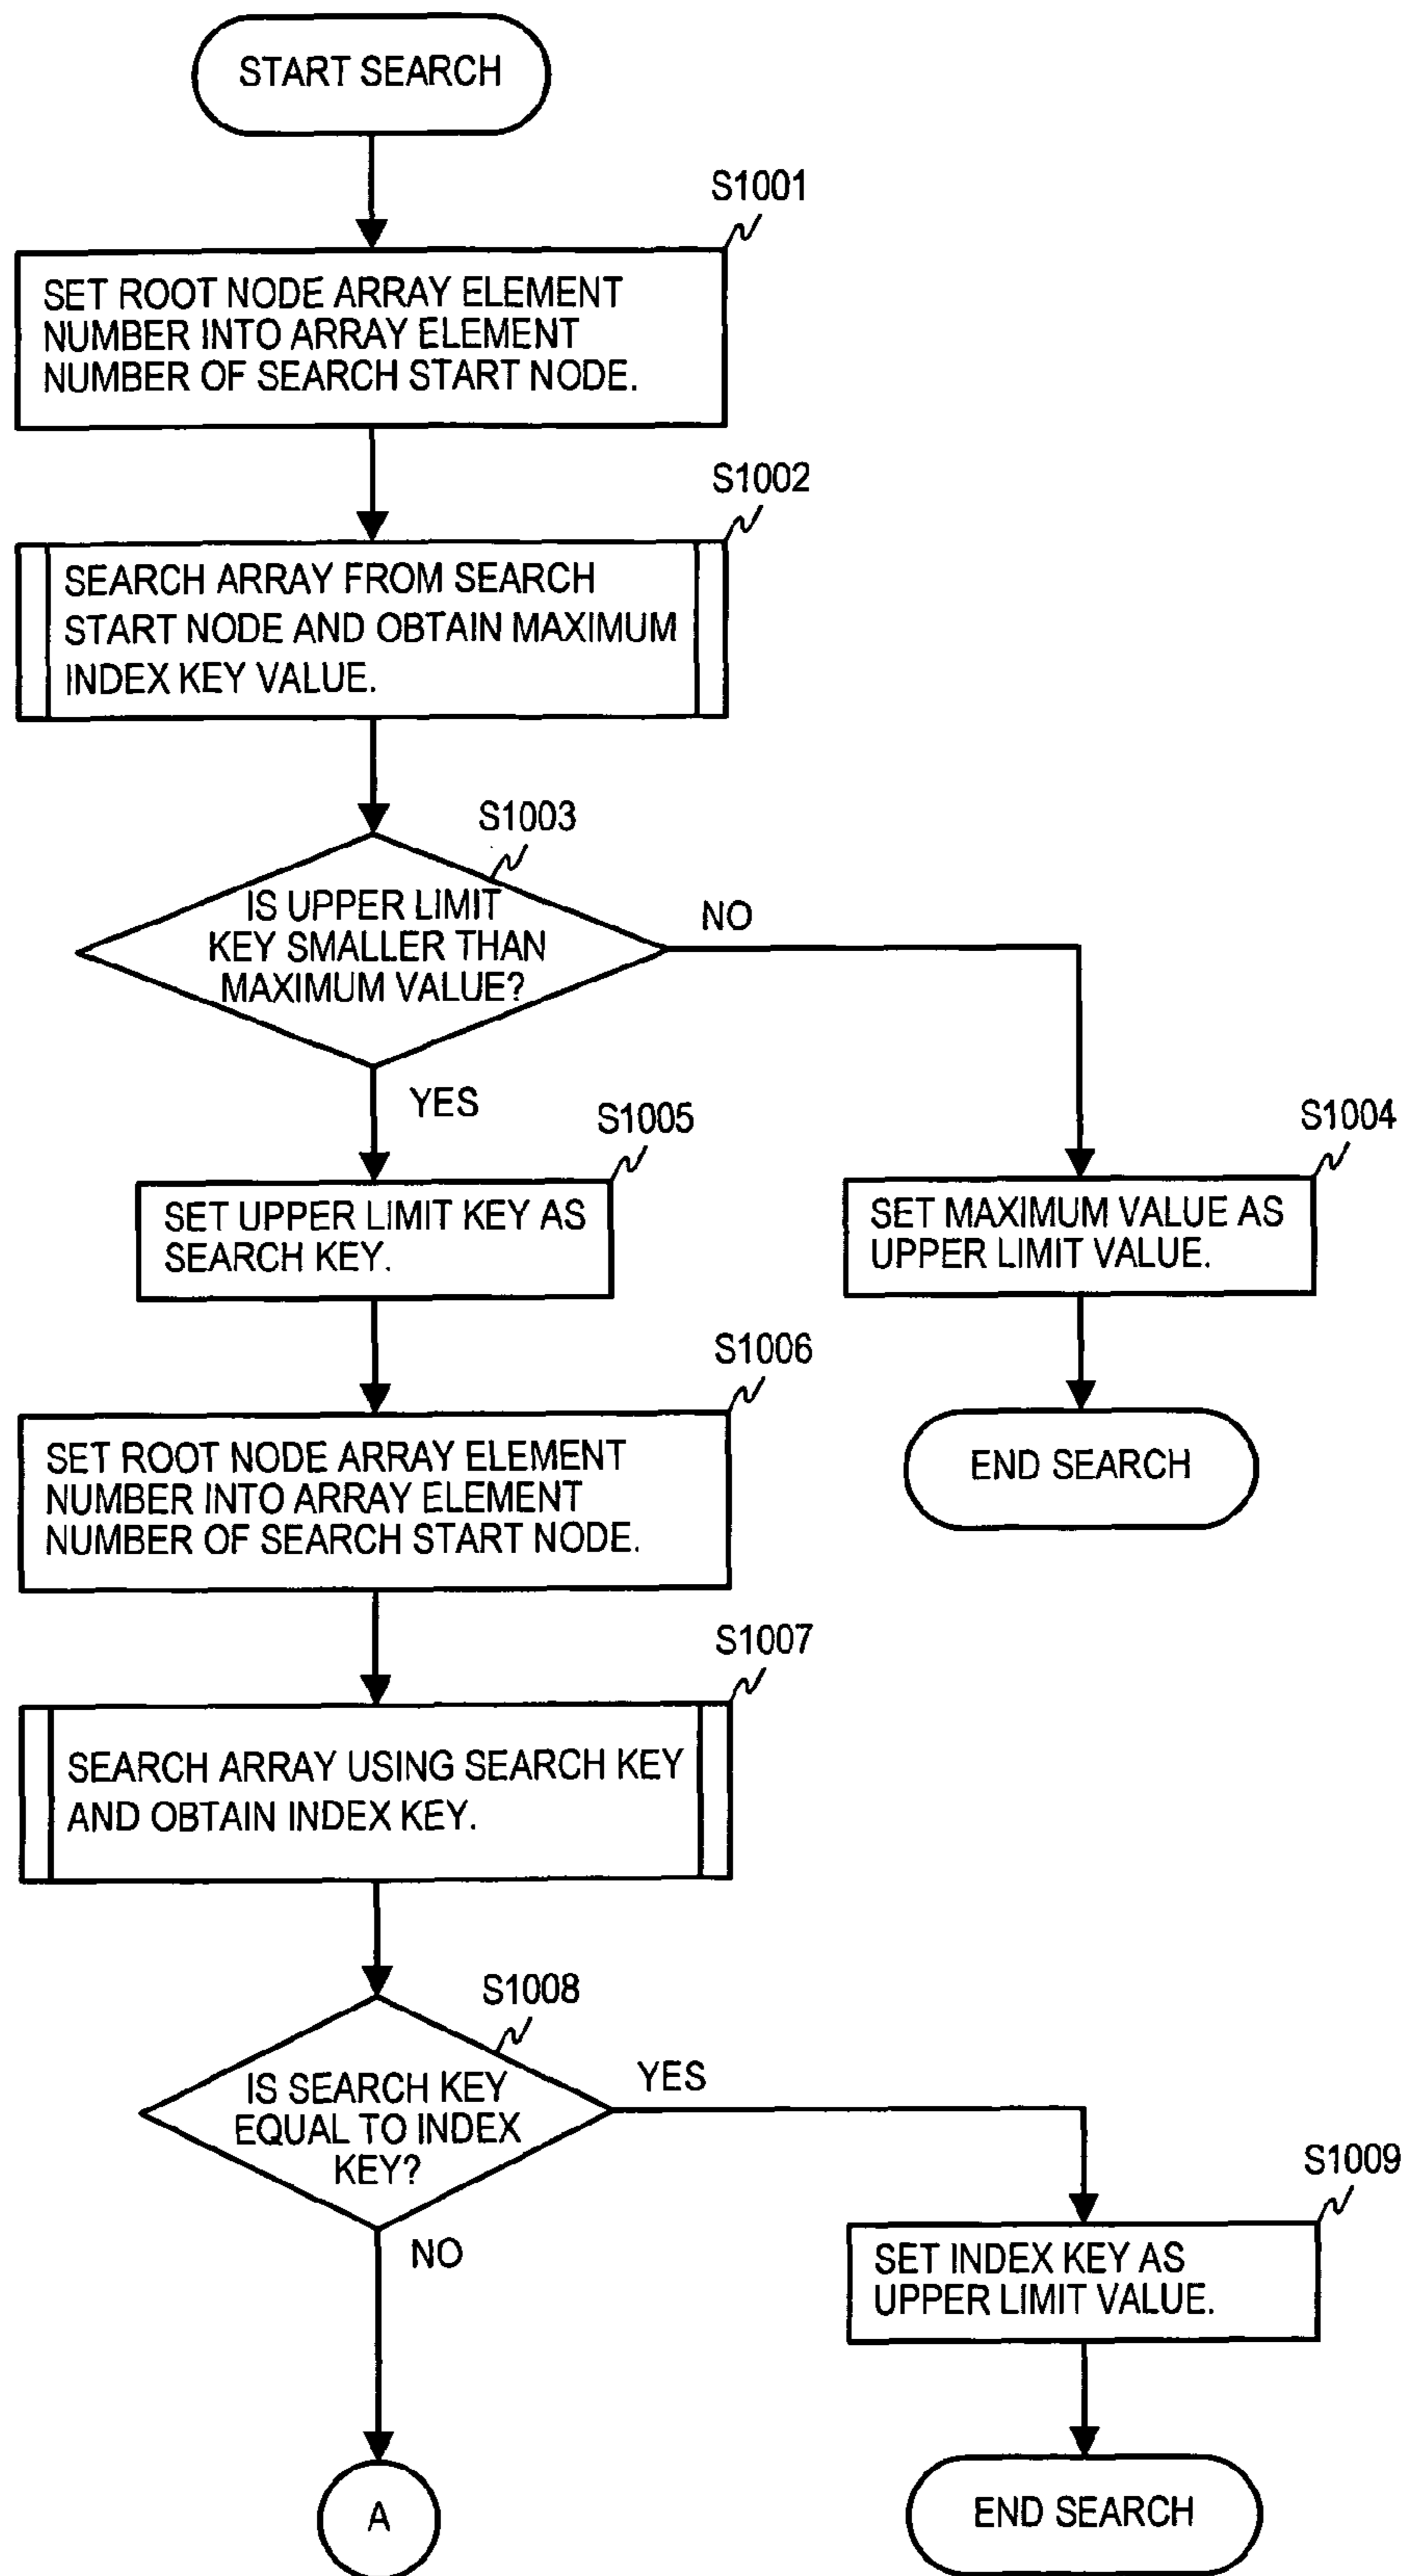 START SEARCH
S1001
SET ROOT NODE ARRAY ELEMENT
NUMBER INTO ARRAY ELEMENT
NUMBER OF SEARCH START NODE.
S1002
SEARCH ARRAY FROM SEARCH
START NODE AND OBTAIN MAXIMUM
INDEX KEY VALUE.
S1003
IS UPPER LIMIT
KEY SMALLER THAN
MAXIMUM VALUE?
NO
YES
S1005
SET UPPER LIMIT KEY AS
SEARCH KEY.
S1004
SET MAXIMUM VALUE AS
UPPER LIMIT VALUE.
END SEARCH
S1006
SET ROOT NODE ARRAY ELEMENT
NUMBER INTO ARRAY ELEMENT
NUMBER OF SEARCH START NODE.
S1007
SEARCH ARRAY USING SEARCH KEY
AND OBTAIN INDEX KEY.
S1008
IS SEARCH KEY
EQUAL TO INDEX
KEY?
YES
NO
S1009
SET INDEX KEY AS
UPPER LIMIT VALUE.
END SEARCH
A